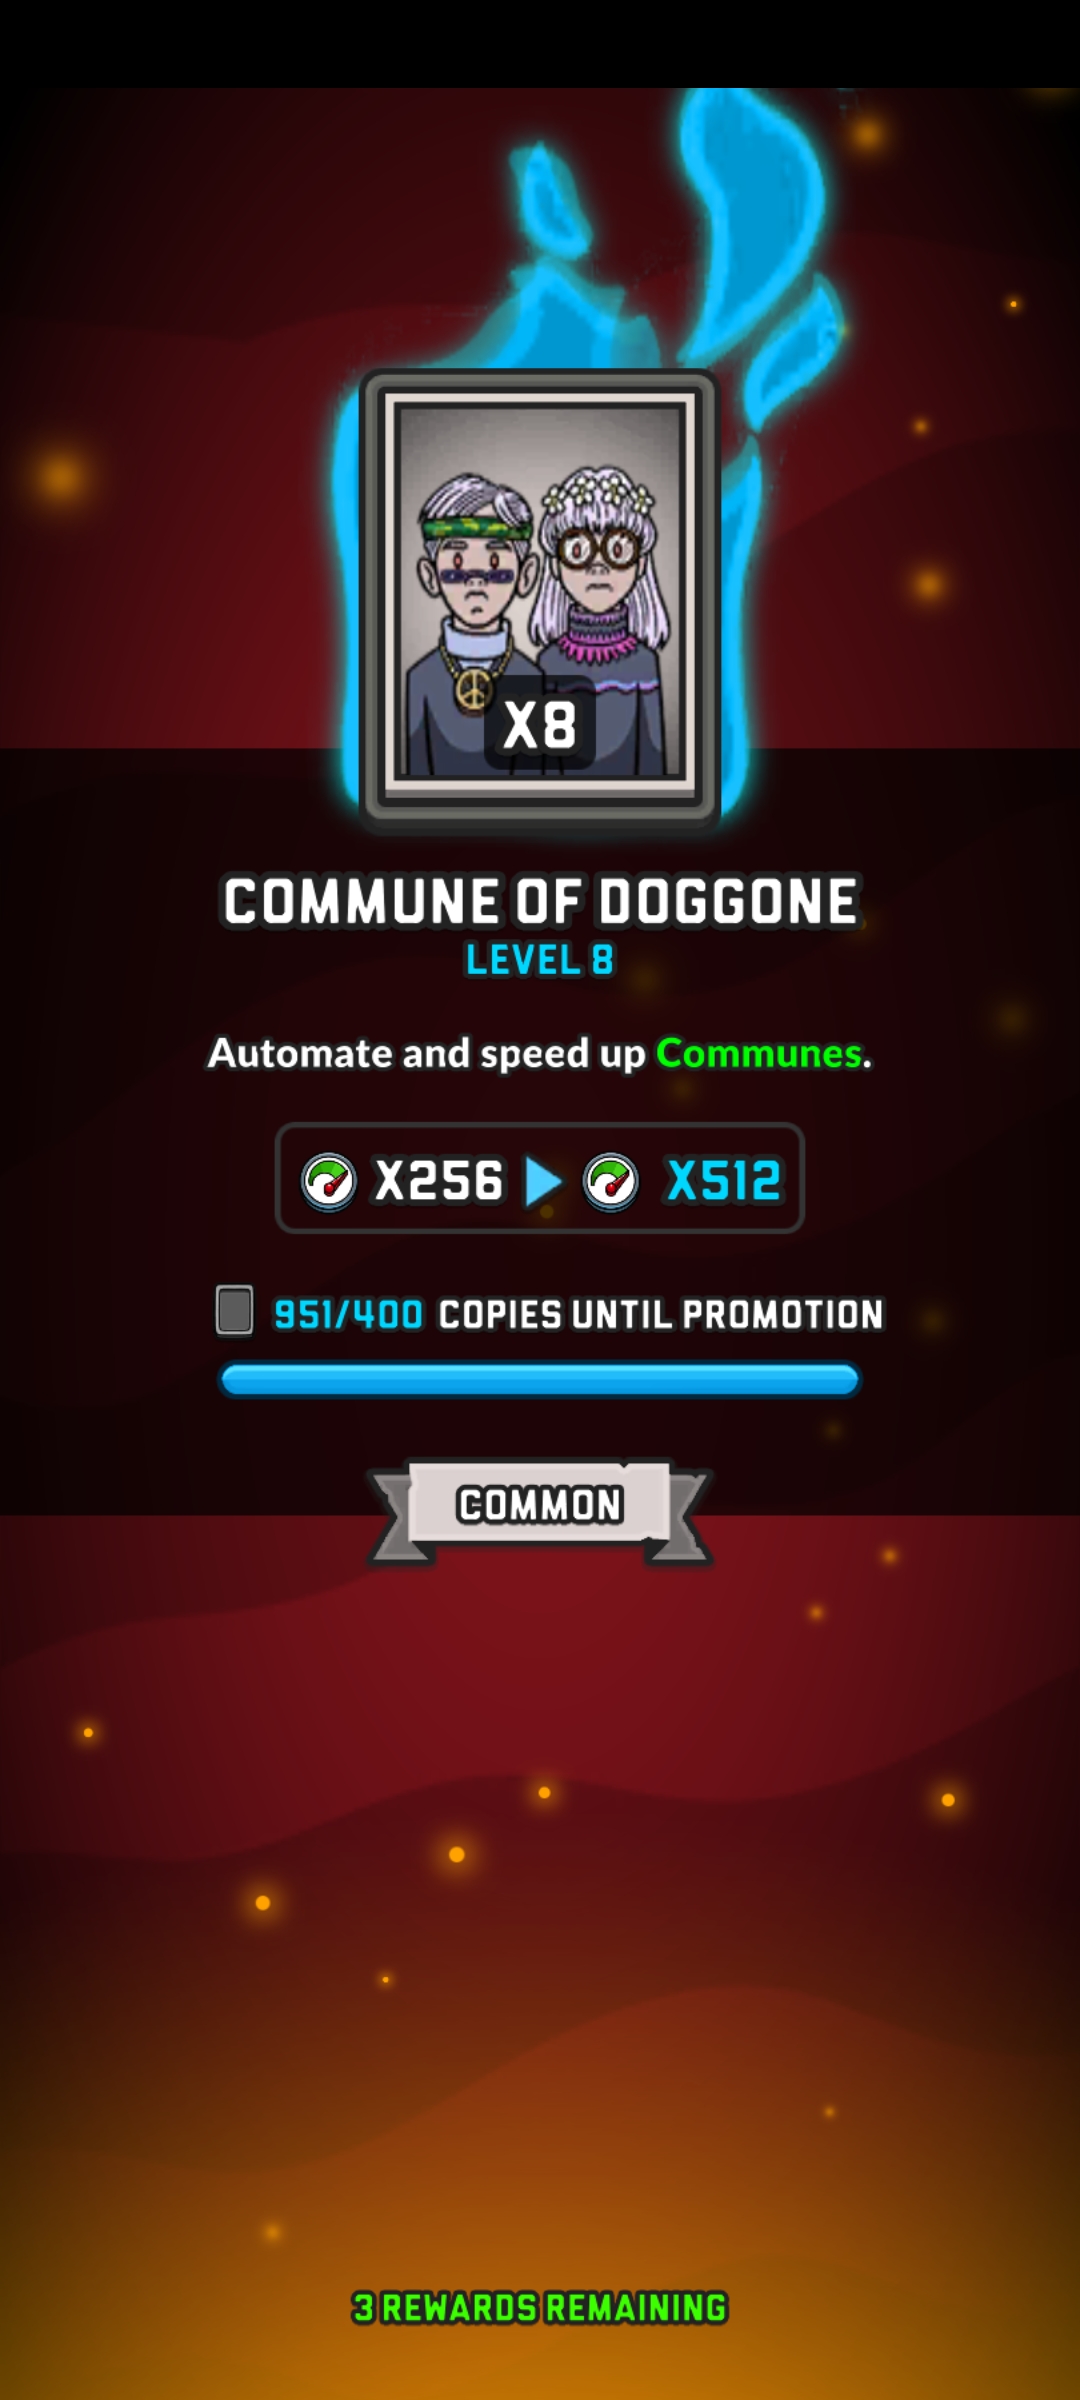 X8
COMMUNE OF DOGGONE
LEVEL 8
Automate and speed up Communes.
X256 X512
951/400 COPIES UNTIL PROMOTION
COMMON
3 REWARDS REMAINING